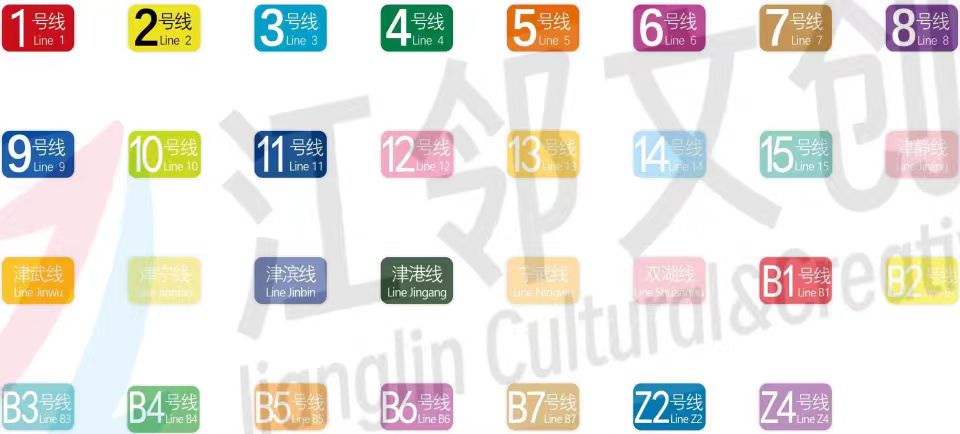 1号线 Line 1
2号线 Line 2
3号线 Line 3
4号线 Line 4
5号线 Line 5
6号线 Line 6
7号线 Line 7
8号线 Line 8
9号线 Line 9
10号线 Line 10
11号线 Line 11
12号线 Line 12
13号线 Line 13
14号线 Line 14
15号线 Line 15
津静线 Line Jinjing
津武线 Line Jinwu
津宁线
津滨线 Line Jinbin
津港线 Line Jingang
宁武线 Line Ningwu
双湖线 Line Shuanghu
B1号线 Line B1
B2号线
B3号线 Line B3
B4号线 Line B4
B5号线 Line B5
B6号线 Line B6
B7号线 Line B7
Z2号线 Line Z2
Z4号线 Line Z4
江邻文创
Jianglin Cultural&Creati